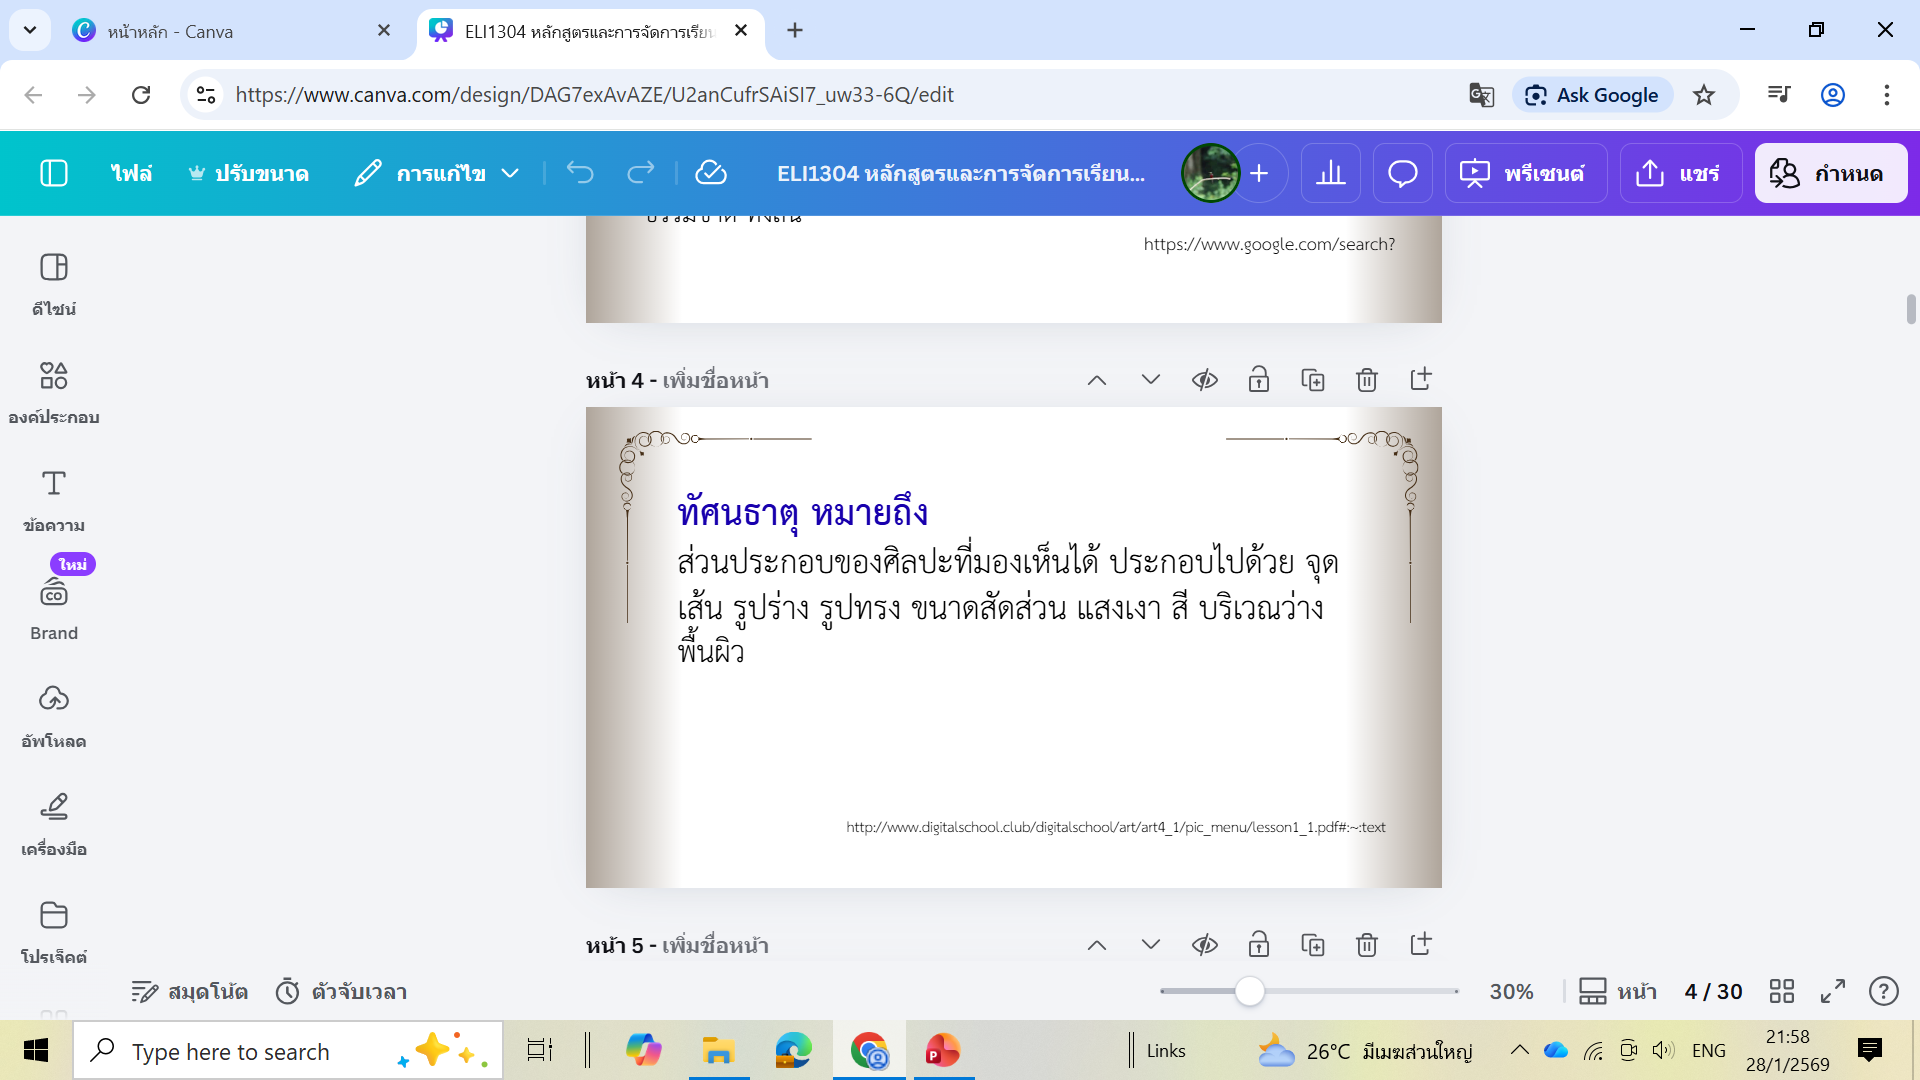 หน้าหลัก - Canva
ELI1304 หลักสูตรและการจัดการเรียน
https://www.canva.com/design/DAG7exAvAZE/U2anCufrSAiSI7_uw33-6Q/edit
Ask Google
ไฟล์
ปรับขนาด
การแก้ไข
ELI1304 หลักสูตรและการจัดการเรียน...
พรีเซนต์
แชร์
กำหนด
https://www.google.com/search?
ดีไซน์
องค์ประกอบ
ข้อความ
ใหม่
Brand
อัพโหลด
เครื่องมือ
โปรเจ็คต์
หน้า 4 - เพิ่มชื่อหน้า
ทัศนธาตุ หมายถึง
ส่วนประกอบของศิลปะที่มองเห็นได้ ประกอบไปด้วย จุด
เส้น รูปร่าง รูปทรง ขนาดสัดส่วน แสงเงา สี บริเวณว่าง
พื้นผิว
http://www.digitalschool.club/digitalschool/art/art4_1/pic_menu/lesson1_1.pdf#:~:text
หน้า 5 - เพิ่มชื่อหน้า
สมุดโน้ต
ตัวจับเวลา
30%
หน้า
4 / 30
Type here to search
Links
26°C มีเมฆส่วนใหญ่
ENG
21:58
28/1/2569